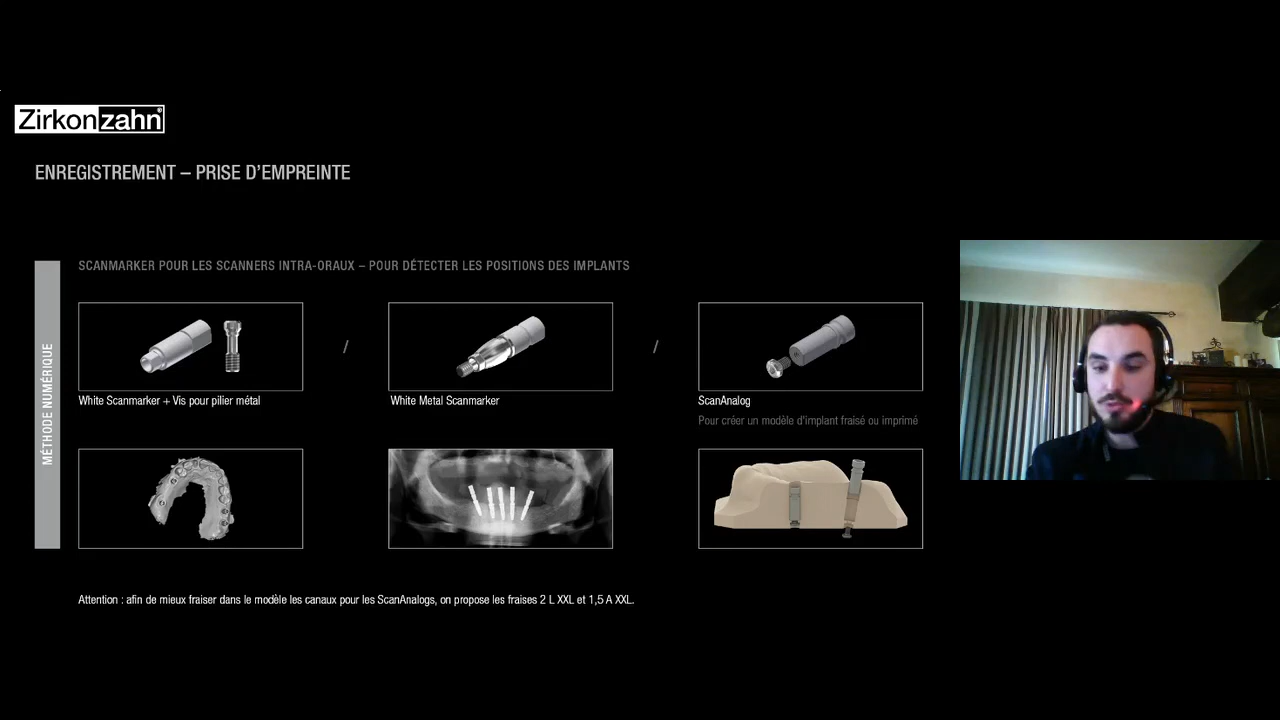 Zirkonzahn®
ENREGISTREMENT – PRISE D'EMPREINTE
SCANMARKER POUR LES SCANNERS INTRA-ORAUX – POUR DÉTECTER LES POSITIONS DES IMPLANTS
MÉTHODE NUMÉRIQUE
/
/
White Scanmarker + Vis pour pilier métal
White Metal Scanmarker
ScanAnalog
Pour créer un modèle d'implant fraisé ou imprimé
Attention : afin de mieux fraiser dans le modèle les canaux pour les ScanAnalogs, on propose les fraises 2 L XXL et 1,5 A XXL.